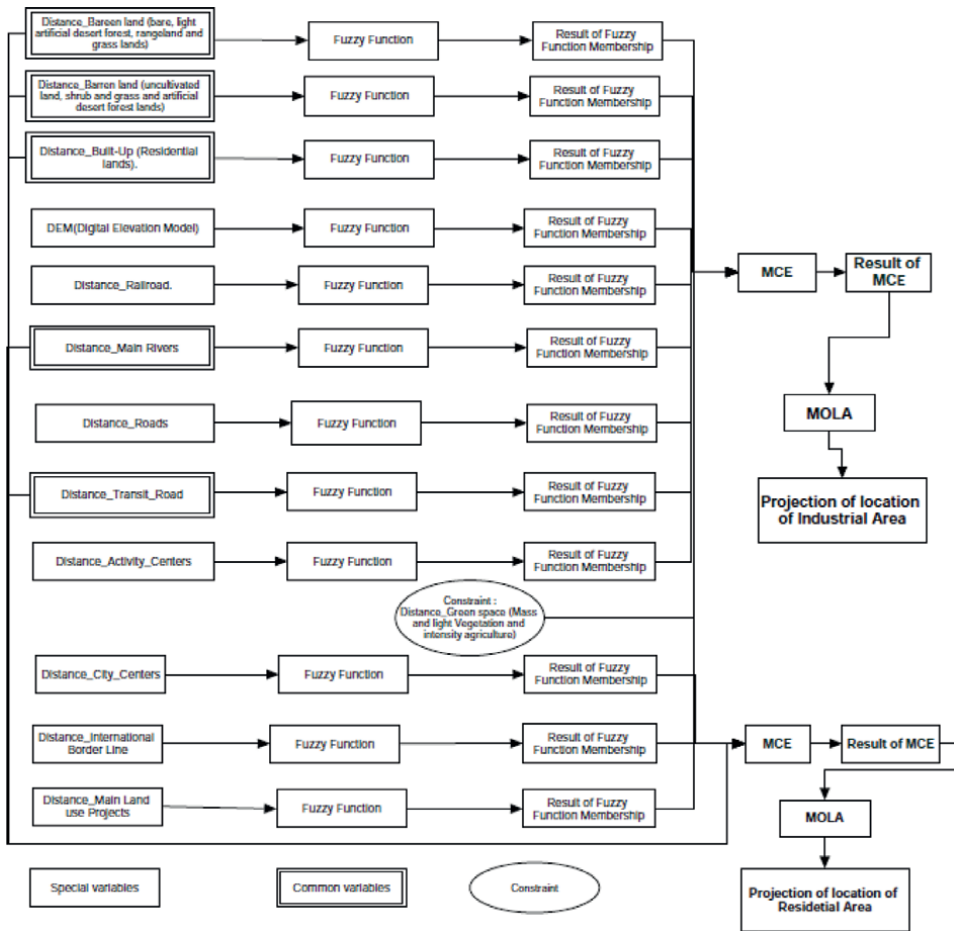 Distance_Bareen land (bare, light
artificial desert forest, rangeland and
grass lands)
Fuzzy Function
Result of Fuzzy
Function Membership
Distance_Barren land (uncultivated
land, shrub and grass and artificial
desert forest lands)
Fuzzy Function
Result of Fuzzy
Function Membership
Distance_Built-Up (Residential
lands).
Fuzzy Function
Result of Fuzzy
Function Membership
DEM(Digital Elevation Model)
Fuzzy Function
Result of Fuzzy
Function Membership
Distance_Railroad.
Fuzzy Function
Result of Fuzzy
Function Membership
MCE
Result of
MCE
Distance_Main Rivers
Fuzzy Function
Result of Fuzzy
Function Membership
Distance_Roads
Fuzzy Function
Result of Fuzzy
Function Membership
MOLA
Distance_Transit_Road
Fuzzy Function
Result of Fuzzy
Function Membership
Projection of location
of Industrial Area
Distance_Activity_Centers
Fuzzy Function
Result of Fuzzy
Function Membership
Constraint :
Distance_Green space (Mass
and light Vegetation and
intensity agriculture)
Distance_City_Centers
Fuzzy Function
Result of Fuzzy
Function Membership
Distance_International
Border Line
Fuzzy Function
Result of Fuzzy
Function Membership
MCE
Result of MCE
Distance_Main Land
use Projects
Fuzzy Function
Result of Fuzzy
Function Membership
MOLA
Projection of location of
Residetial Area
Special variables
Common variables
Constraint